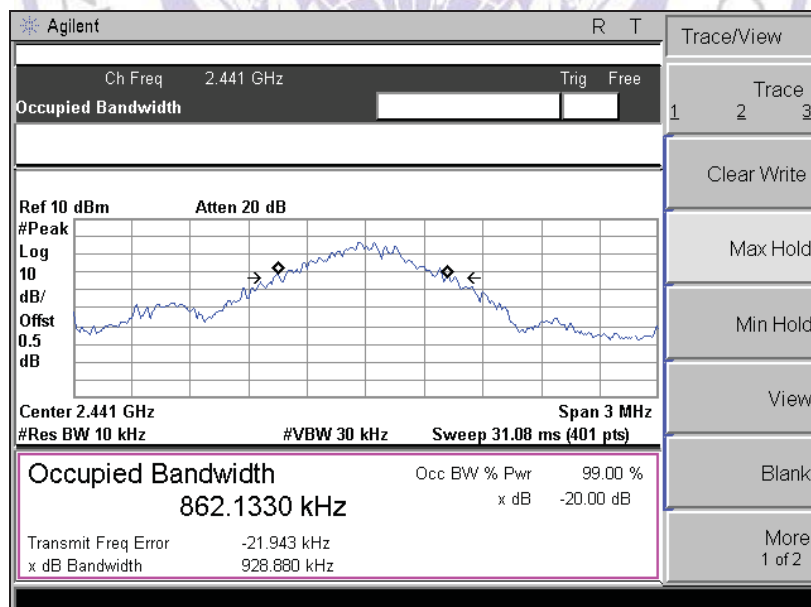 Agilent R T
Trace/View
Ch Freq 2.441 GHz Trig Free
Occupied Bandwidth
Trace
1 2 3
Clear Write
Max Hold
Min Hold
View
Blank
More
1 of 2
Ref 10 dBm Atten 20 dB
#Peak
Log
10
dB/
Offst
0.5
dB
Center 2.441 GHz Span 3 MHz
#Res BW 10 kHz #VBW 30 kHz Sweep 31.08 ms (401 pts)
Occupied Bandwidth Occ BW % Pwr 99.00 %
862.1330 kHz x dB -20.00 dB
Transmit Freq Error -21.943 kHz
x dB Bandwidth 928.880 kHz